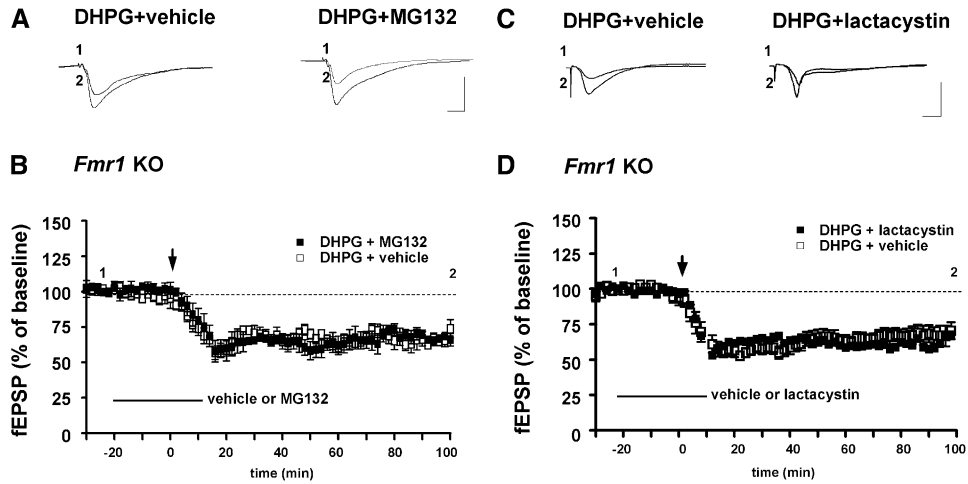 A
DHPG+vehicle
DHPG+MG132
1
2
C
DHPG+vehicle
DHPG+lactacystin
1
2
1
2
B
Fmr1 KO
fEPSP (% of baseline)
150
125
100
75
50
25
0
1
2
DHPG + MG132
DHPG + vehicle
vehicle or MG132
-20
0
20
40
60
80
100
time (min)
D
Fmr1 KO
fEPSP (% of baseline)
150
125
100
75
50
25
0
1
2
DHPG + lactacystin
DHPG + vehicle
vehicle or lactacystin
-20
0
20
40
60
80
100
time (min)